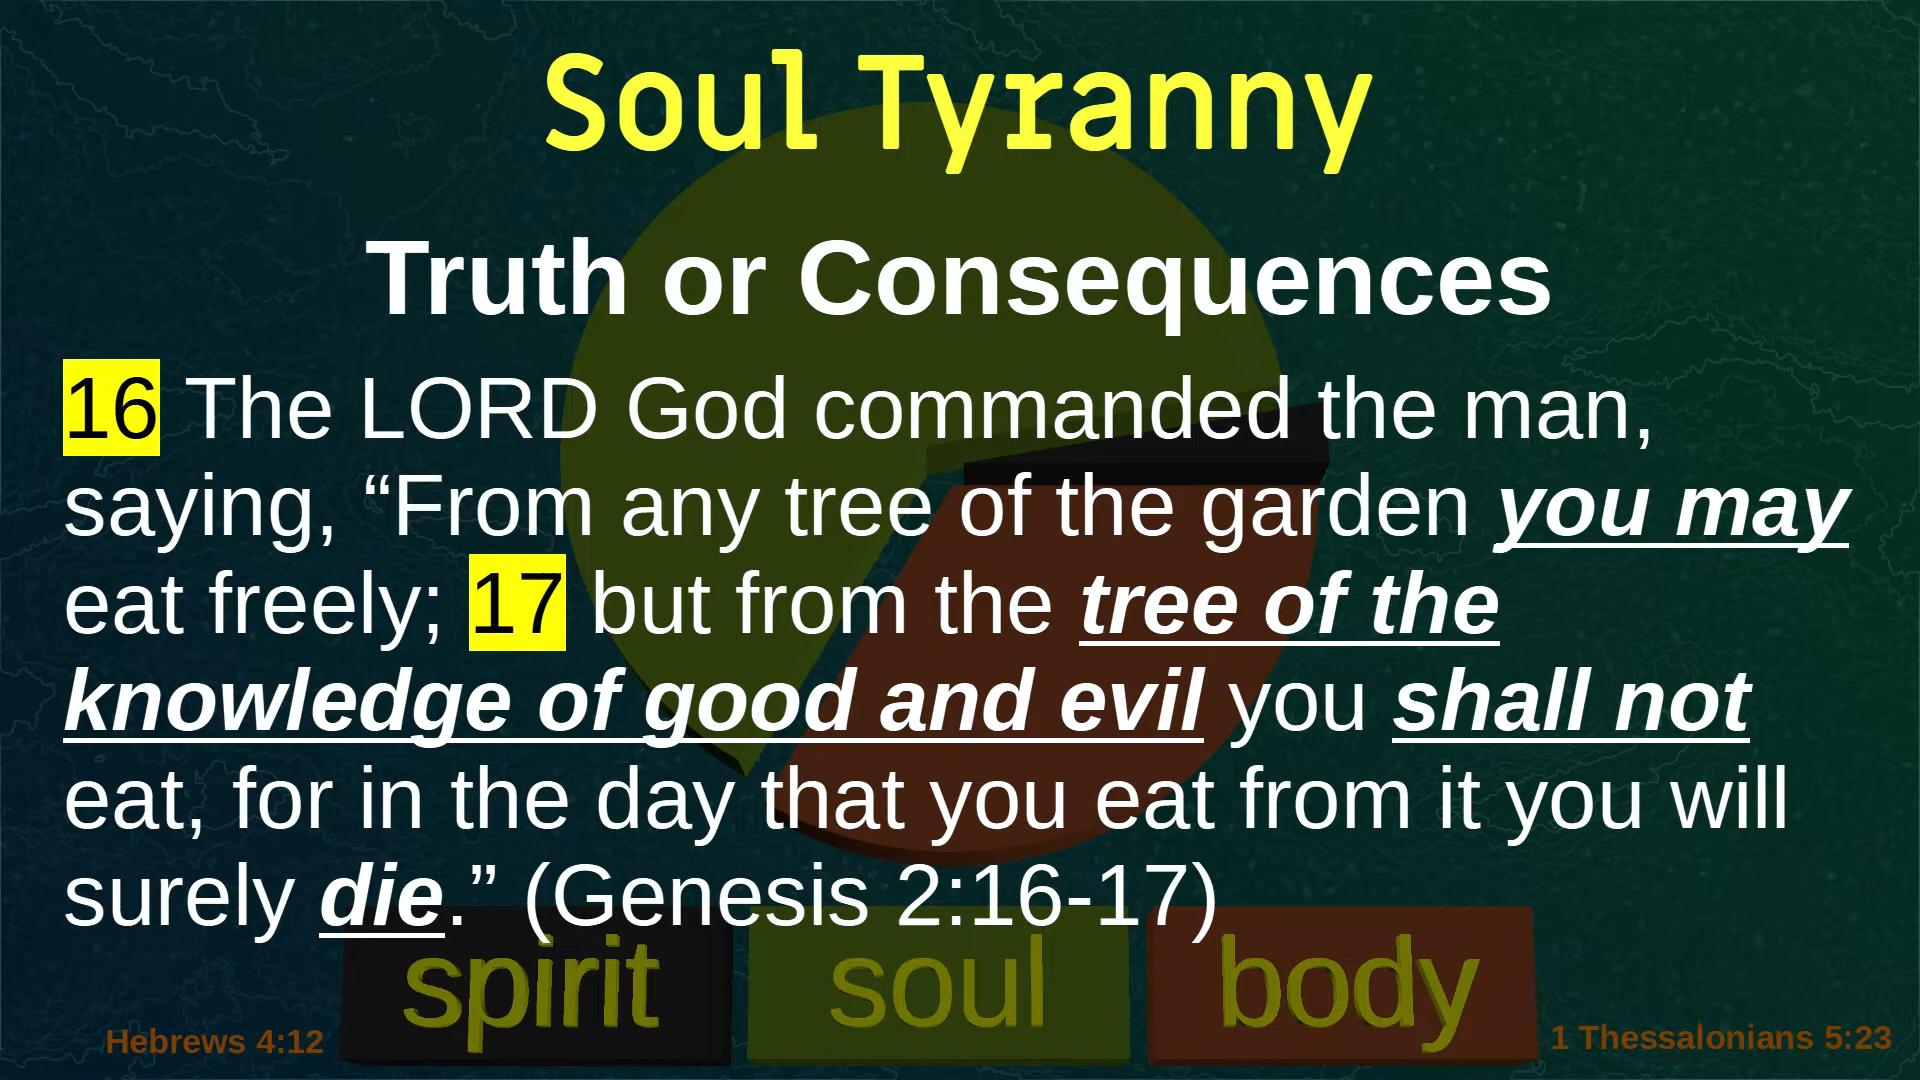 Soul Tyranny
Truth or Consequences
16 The LORD God commanded the man,
saying, “From any tree of the garden you may
eat freely; 17 but from the tree of the
knowledge of good and evil you shall not
eat, for in the day that you eat from it you will
surely die.” (Genesis 2:16-17)
spirit soul body
Hebrews 4:12 1 Thessalonians 5:23